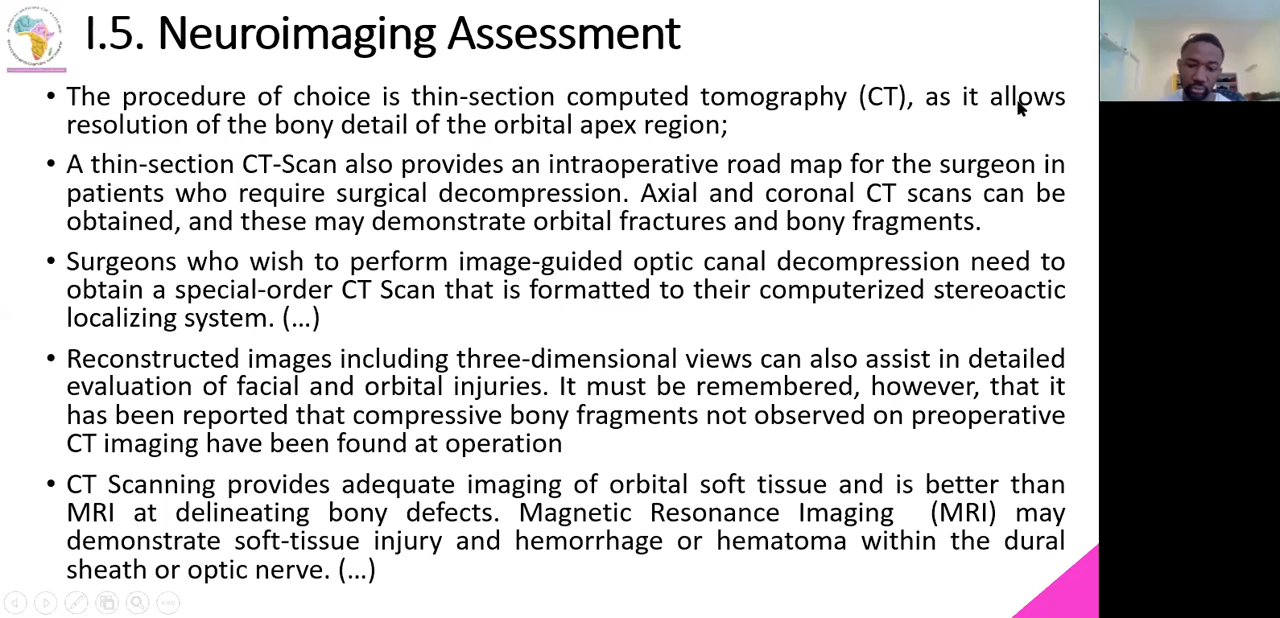 I.5. Neuroimaging Assessment
• The procedure of choice is thin-section computed tomography (CT), as it allows
resolution of the bony detail of the orbital apex region;
• A thin-section CT-Scan also provides an intraoperative road map for the surgeon in
patients who require surgical decompression. Axial and coronal CT scans can be
obtained, and these may demonstrate orbital fractures and bony fragments.
• Surgeons who wish to perform image-guided optic canal decompression need to
obtain a special-order CT Scan that is formatted to their computerized stereoactic
localizing system. (...)
• Reconstructed images including three-dimensional views can also assist in detailed
evaluation of facial and orbital injuries. It must be remembered, however, that it
has been reported that compressive bony fragments not observed on preoperative
CT imaging have been found at operation
• CT Scanning provides adequate imaging of orbital soft tissue and is better than
MRI at delineating bony defects. Magnetic Resonance Imaging (MRI) may
demonstrate soft-tissue injury and hemorrhage or hematoma within the dural
sheath or optic nerve. (...)